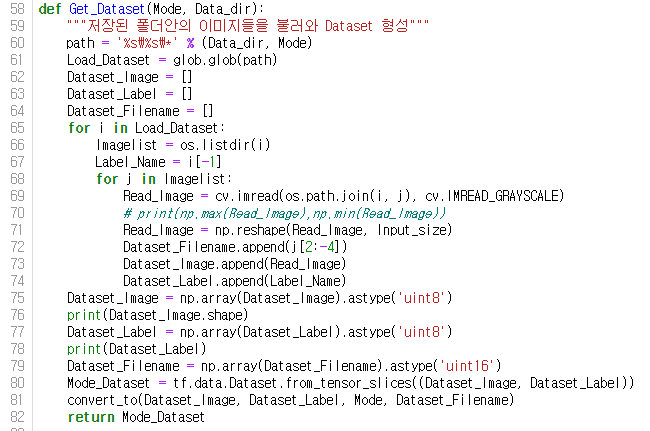 58 def Get_Dataset(Mode, Data_dir):
59     """저장된 폴더안의 이미지들을 불러와 Dataset 형성"""
60     path = '%s₩%s₩*' % (Data_dir, Mode)
61     Load_Dataset = glob.glob(path)
62     Dataset_Image = []
63     Dataset_Label = []
64     Dataset_Filename = []
65     for i in Load_Dataset:
66         Imagelist = os.listdir(i)
67         Label_Name = i[-1]
68         for j in Imagelist:
69             Read_Image = cv.imread(os.path.join(i, j), cv.IMREAD_GRAYSCALE)
70             # print(np.max(Read_Image),np.min(Read_Image))
71             Read_Image = np.reshape(Read_Image, Input_size)
72             Dataset_Filename.append(j[2:-4])
73             Dataset_Image.append(Read_Image)
74             Dataset_Label.append(Label_Name)
75     Dataset_Image = np.array(Dataset_Image).astype('uint8')
76     print(Dataset_Image.shape)
77     Dataset_Label = np.array(Dataset_Label).astype('uint8')
78     print(Dataset_Label)
79     Dataset_Filename = np.array(Dataset_Filename).astype('uint16')
80     Mode_Dataset = tf.data.Dataset.from_tensor_slices((Dataset_Image, Dataset_Label))
81     convert_to(Dataset_Image, Dataset_Label, Mode, Dataset_Filename)
82     return Mode_Dataset